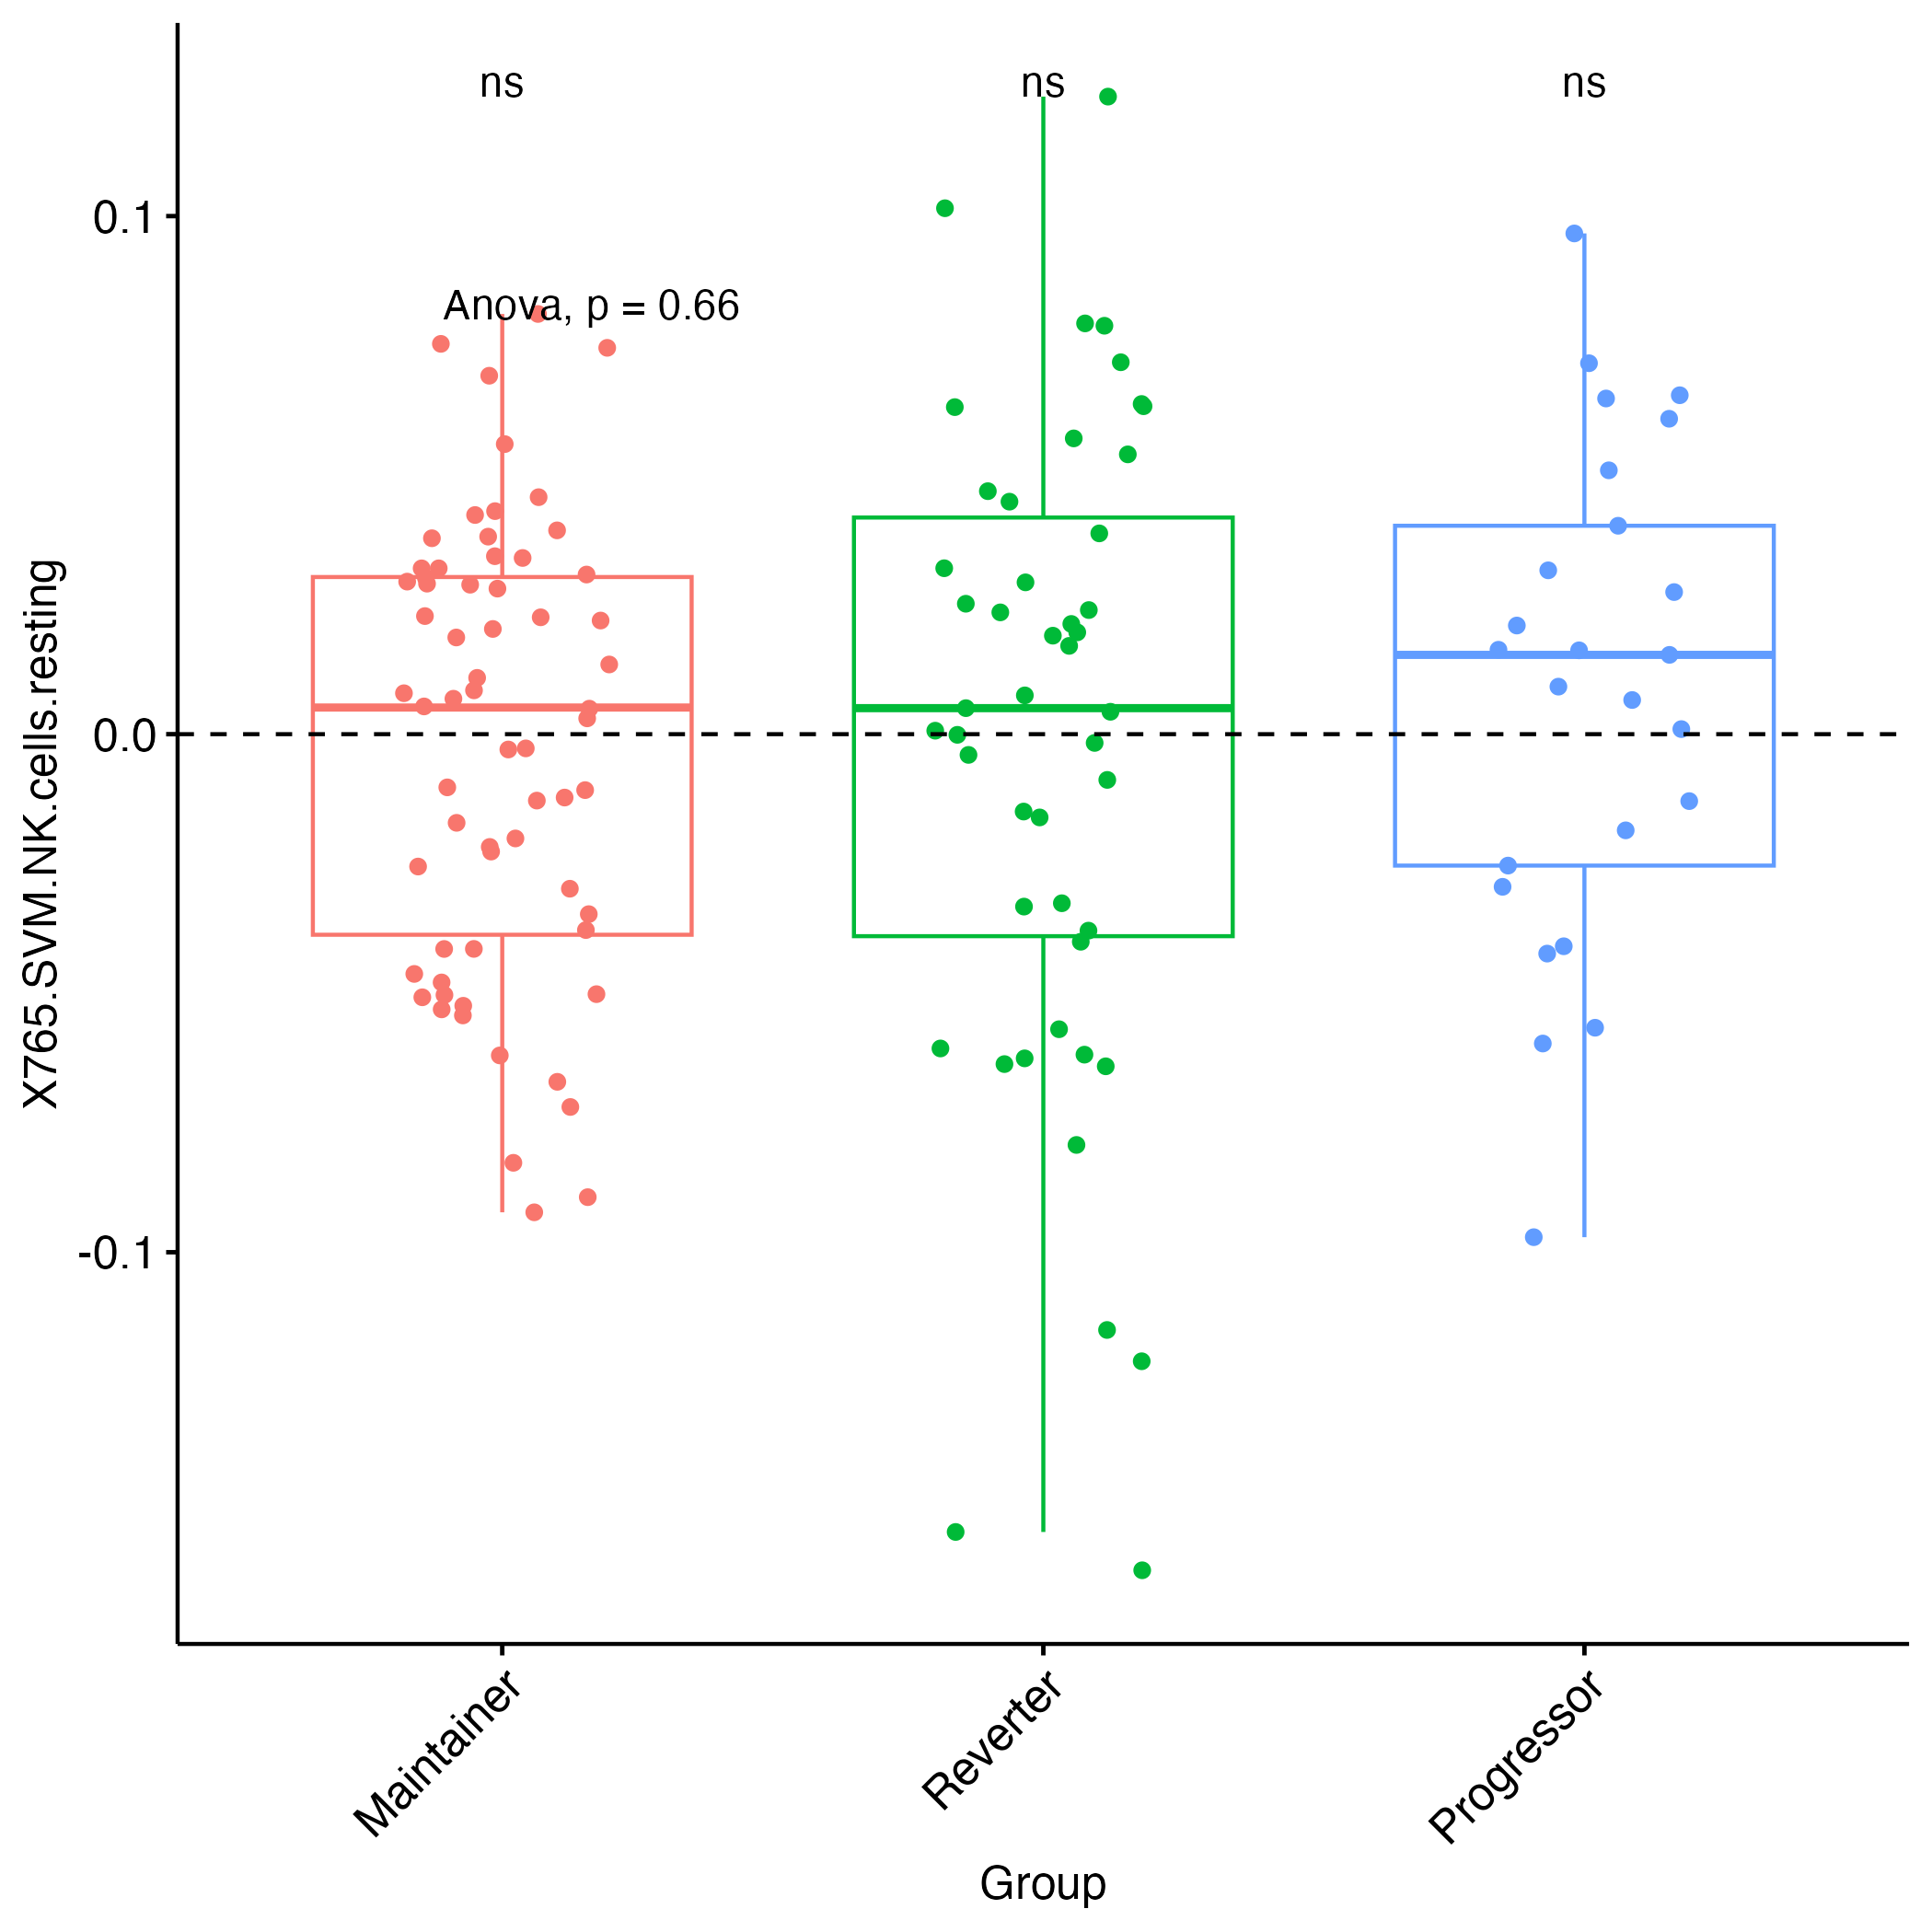 ns ns ns
Anova, p = 0.66
X765.SVM.NK.cells.resting
0.1
0.0
-0.1
Maintainer Reverter Progressor
Group